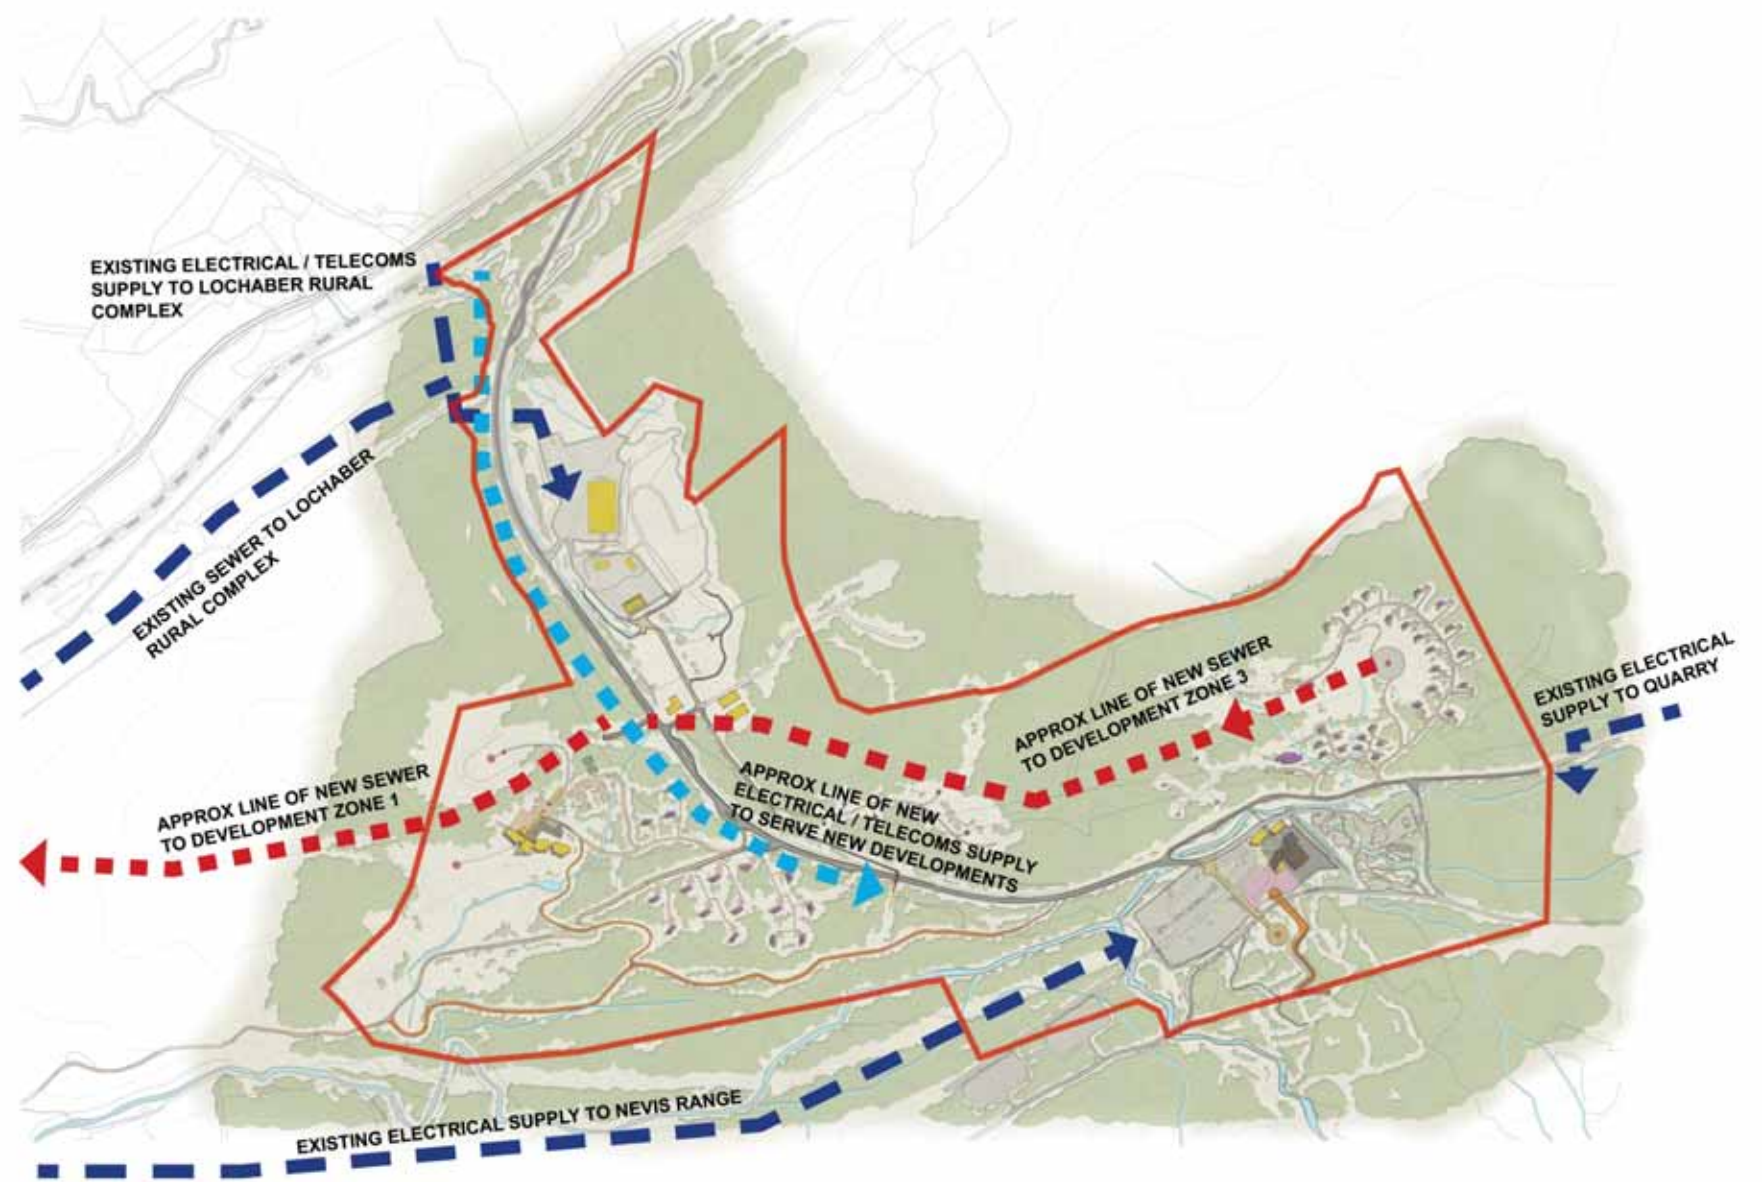 EXISTING ELECTRICAL / TELECOMS
SUPPLY TO LOCHABER RURAL
COMPLEX
EXISTING SEWER TO LOCHABER
RURAL COMPLEX
APPROX LINE OF NEW SEWER
TO DEVELOPMENT ZONE 3
EXISTING ELECTRICAL
SUPPLY TO QUARRY
APPROX LINE OF NEW SEWER
TO DEVELOPMENT ZONE 1
APPROX LINE OF NEW
ELECTRICAL / TELECOMS SUPPLY
TO SERVE NEW DEVELOPMENTS
EXISTING ELECTRICAL SUPPLY TO NEVIS RANGE